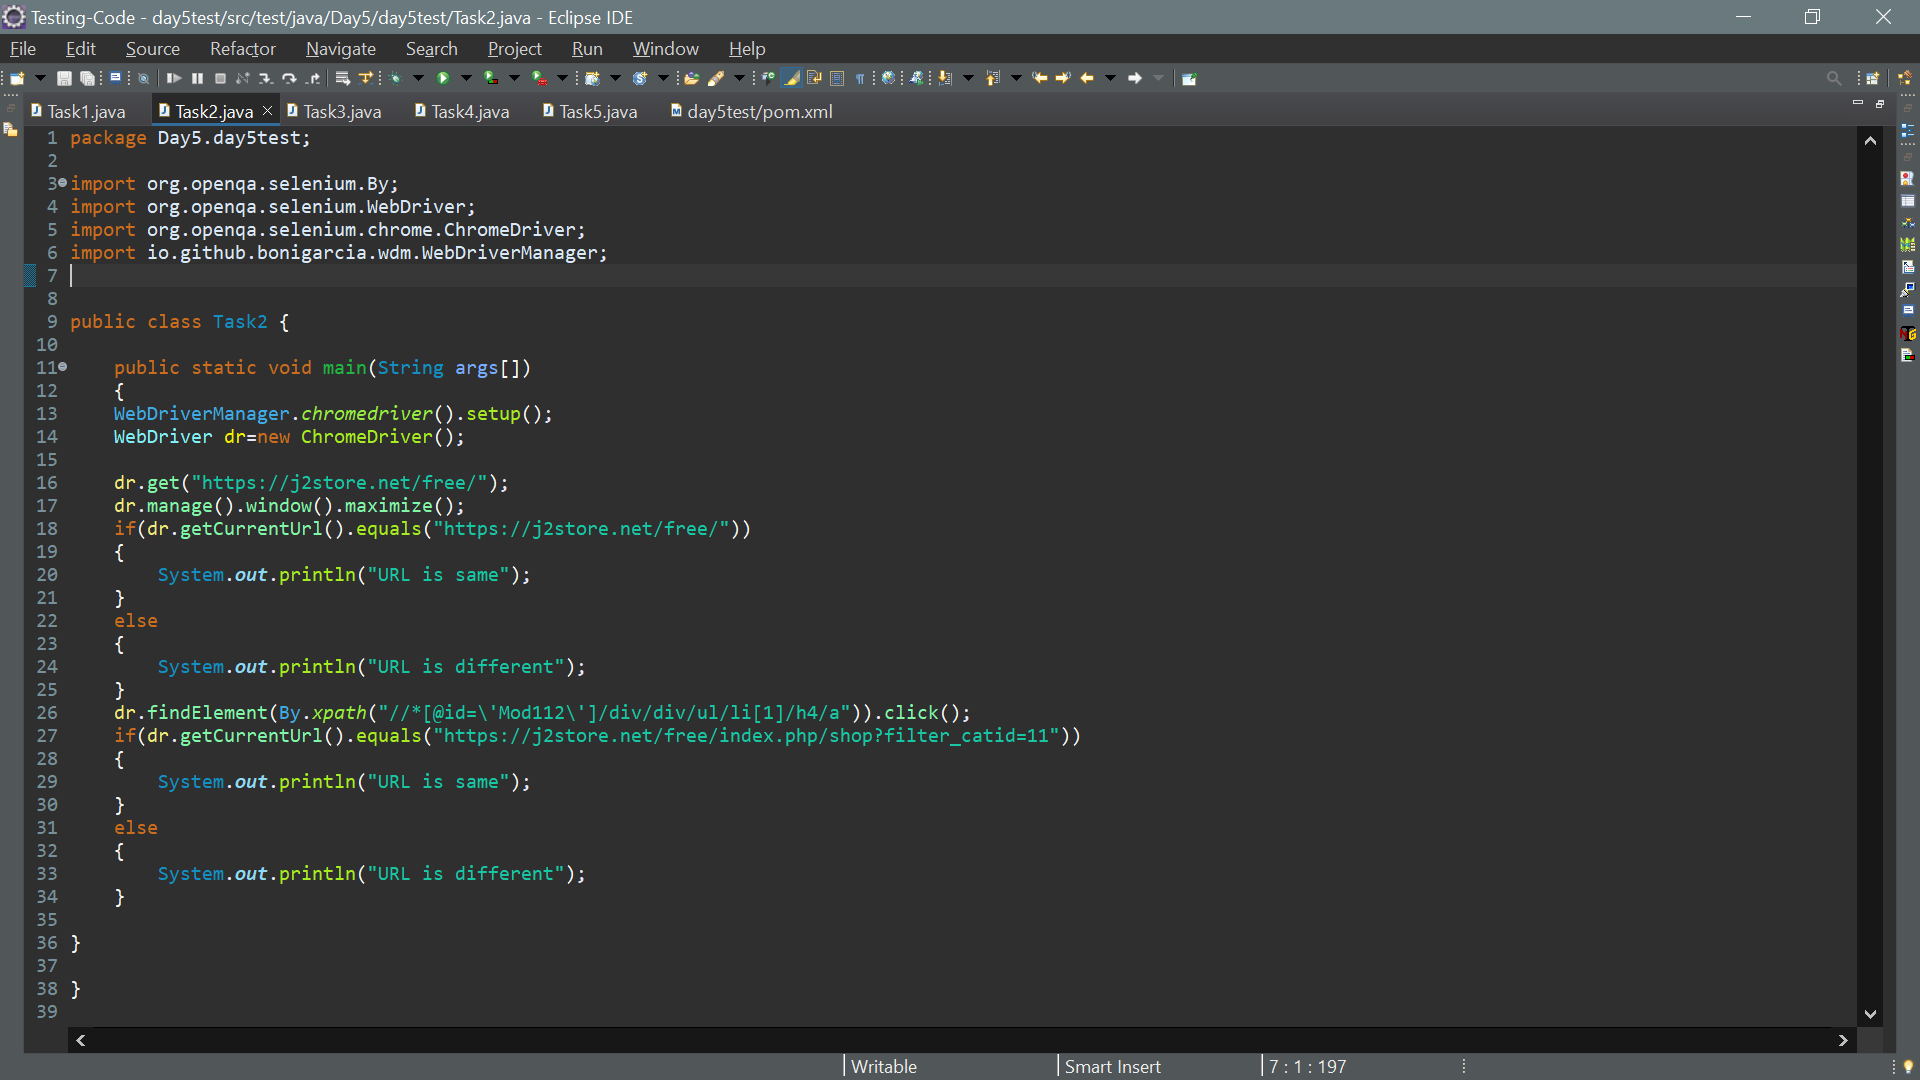 Testing-Code - day5test/src/test/java/Day5/day5test/Task2.java - Eclipse IDE
File Edit Source Refactor Navigate Search Project Run Window Help
Task1.java Task2.java Task3.java Task4.java Task5.java day5test/pom.xml
1 package Day5.day5test;
2
3 import org.openqa.selenium.By;
4 import org.openqa.selenium.WebDriver;
5 import org.openqa.selenium.chrome.ChromeDriver;
6 import io.github.bonigarcia.wdm.WebDriverManager;
7
8
9 public class Task2 {
10
11     public static void main(String args[])
12     {
13     WebDriverManager.chromedriver().setup();
14     WebDriver dr=new ChromeDriver();
15
16     dr.get("https://j2store.net/free/");
17     dr.manage().window().maximize();
18     if(dr.getCurrentUrl().equals("https://j2store.net/free/"))
19     {
20         System.out.println("URL is same");
21     }
22     else
23     {
24         System.out.println("URL is different");
25     }
26     dr.findElement(By.xpath("//*[@id=\'Mod112\']/div/div/ul/li[1]/h4/a")).click();
27     if(dr.getCurrentUrl().equals("https://j2store.net/free/index.php/shop?filter_catid=11"))
28     {
29         System.out.println("URL is same");
30     }
31     else
32     {
33         System.out.println("URL is different");
34     }
35
36 }
37
38 }
39
Writable Smart Insert 7 : 1 : 197